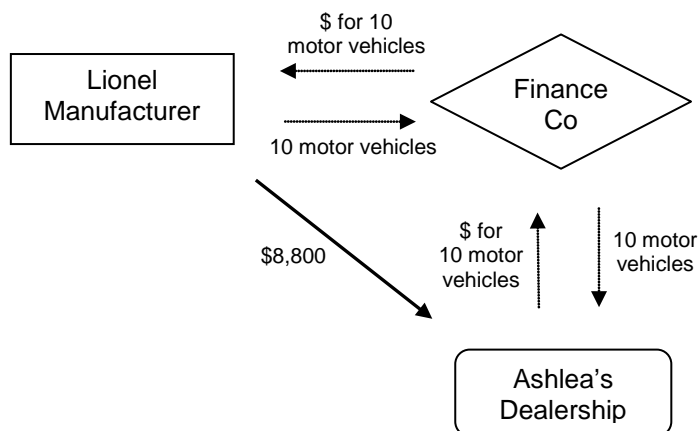 $ for 10
motor vehicles
Lionel
Manufacturer
Finance
Co
10 motor vehicles
$8,800
$ for
10 motor
vehicles
10 motor
vehicles
Ashlea's
Dealership